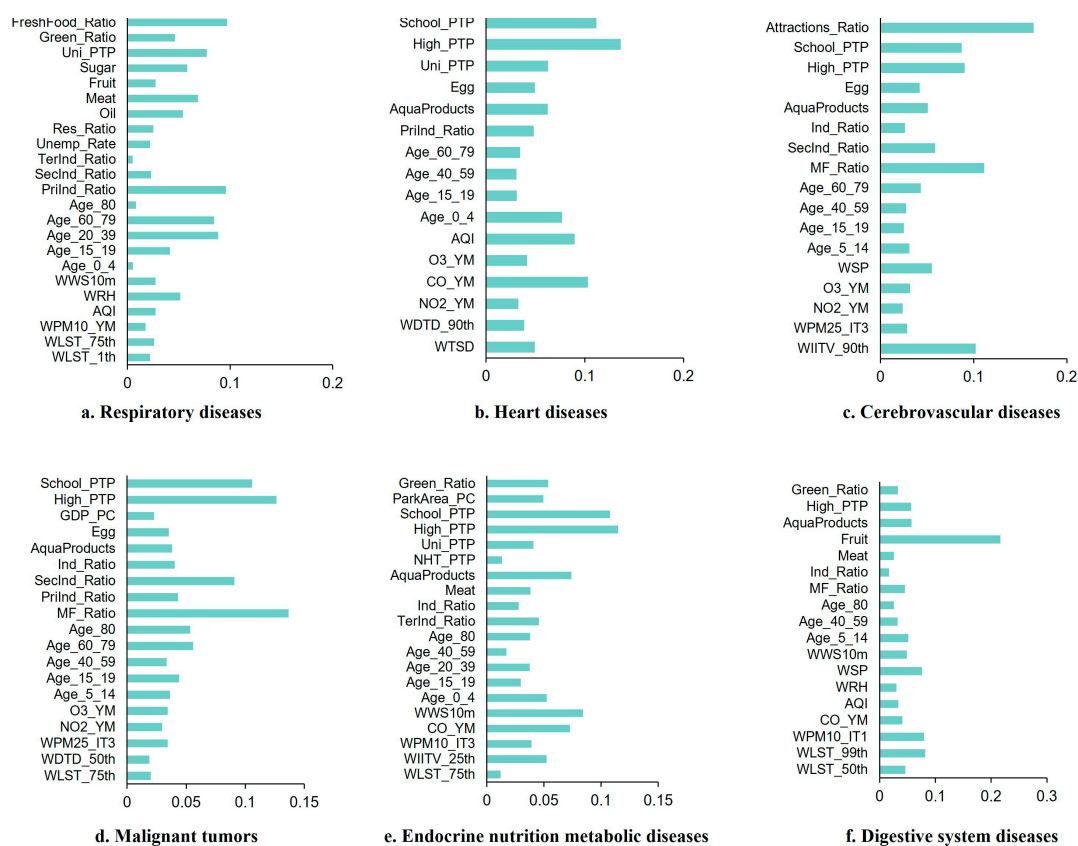 FreshFood_Ratio
Green_Ratio
Uni_PTP
Sugar
Fruit
Meat
Oil
Res_Ratio
Unemp_Rate
TerInd_Ratio
SecInd_Ratio
PriInd_Ratio
Age_80
Age_60_79
Age_20_39
Age_15_19
Age_0_4
WWS10m
WRH
AQI
WPM10_YM
WLST_75th
WLST_1th
0 0.1 0.2
a. Respiratory diseases
School_PTP
High_PTP
Uni_PTP
Egg
AquaProducts
PriInd_Ratio
Age_60_79
Age_40_59
Age_15_19
Age_0_4
AQI
O3_YM
CO_YM
NO2_YM
WDTD_90th
WTSD
0 0.1 0.2
b. Heart diseases
Attractions_Ratio
School_PTP
High_PTP
Egg
AquaProducts
Ind_Ratio
SecInd_Ratio
MF_Ratio
Age_60_79
Age_40_59
Age_15_19
Age_5_14
WSP
O3_YM
NO2_YM
WPM25_IT3
WIITV_90th
0 0.1 0.2
c. Cerebrovascular diseases
School_PTP
High_PTP
GDP_PC
Egg
AquaProducts
Ind_Ratio
SecInd_Ratio
PriInd_Ratio
MF_Ratio
Age_80
Age_60_79
Age_40_59
Age_15_19
Age_5_14
O3_YM
NO2_YM
WPM25_IT3
WDTD_50th
WLST_75th
0 0.05 0.1 0.15
d. Malignant tumors
Green_Ratio
ParkArea_PC
School_PTP
High_PTP
Uni_PTP
NHT_PTP
AquaProducts
Meat
Ind_Ratio
TerInd_Ratio
Age_80
Age_40_59
Age_20_39
Age_15_19
Age_0_4
WWS10m
CO_YM
WPM10_IT3
WIITV_25th
WLST_75th
0 0.05 0.1 0.15
e. Endocrine nutrition metabolic diseases
Green_Ratio
High_PTP
AquaProducts
Fruit
Meat
Ind_Ratio
MF_Ratio
Age_80
Age_40_59
Age_5_14
WWS10m
WSP
WRH
AQI
CO_YM
WPM10_IT1
WLST_99th
WLST_50th
0 0.1 0.2 0.3
f. Digestive system diseases